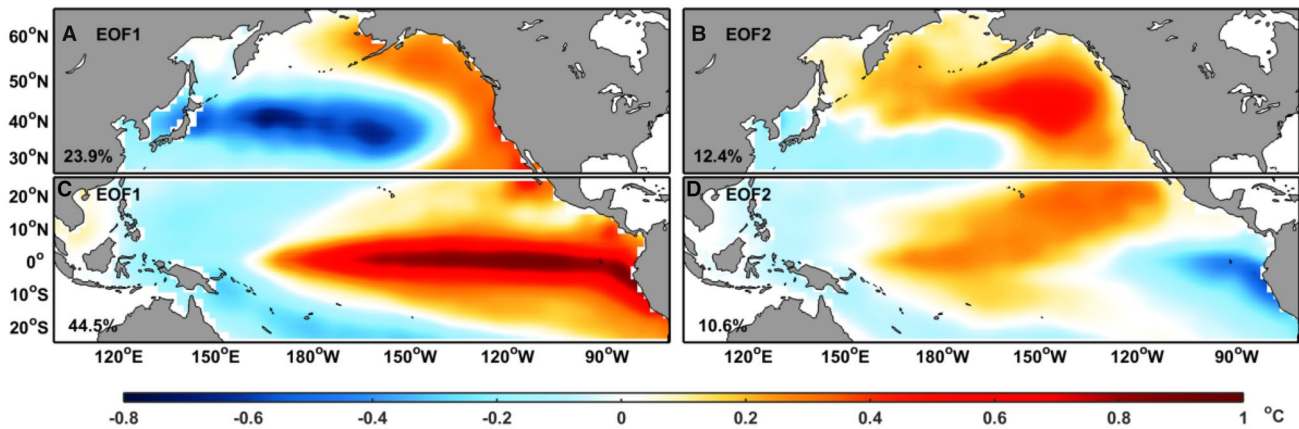 A EOF1
B EOF2
60°N
50°N
40°N
30°N
23.9%
12.4%
C EOF1
D EOF2
20°N
10°N
0°
10°S
20°S
44.5%
10.6%
120°E 150°W 180°W 150°W 120°W 90°W
120°E 150°W 180°W 150°W 120°W 90°W
-0.8 -0.6 -0.4 -0.2 0 0.2 0.4 0.6 0.8 1 °C